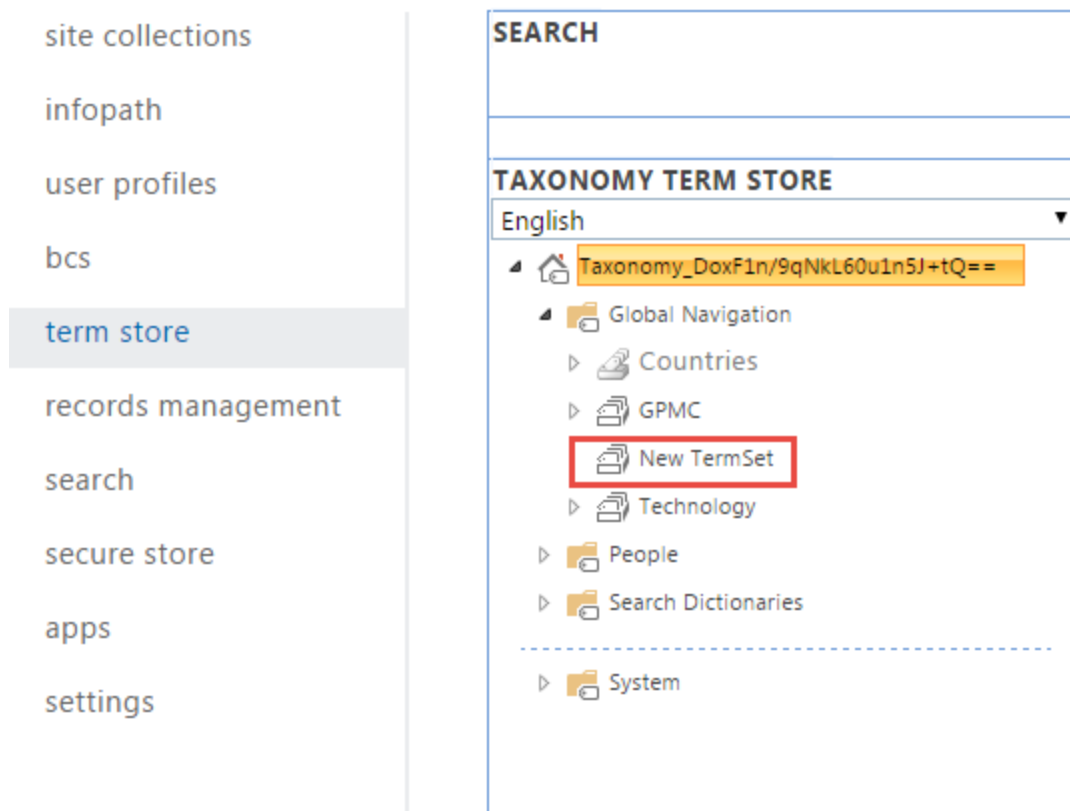 site collections
infopath
user profiles
bcs
term store
records management
search
secure store
apps
settings
SEARCH
TAXONOMY TERM STORE
English
Taxonomy_DoxF1n/9qNkL60u1n5J+tQ==
Global Navigation
Countries
GPMC
New TermSet
Technology
People
Search Dictionaries
System